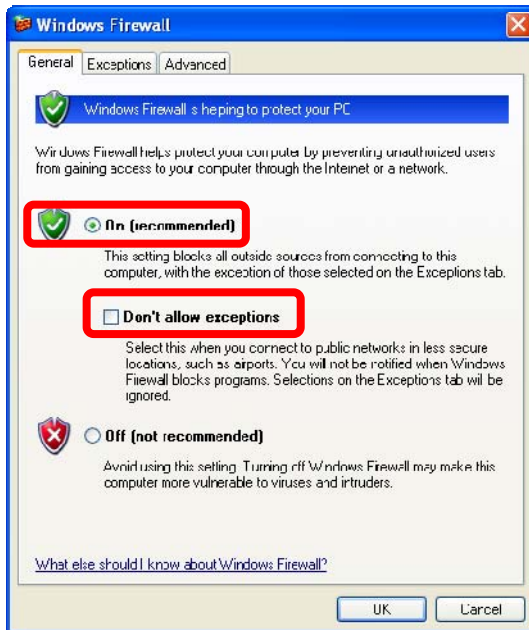 Windows Firewall
General Exceptions Advanced
Windows Firewall is helping to protect your PC
Windows Firewall helps protect your computer by preventing unauthorized users
from gaining access to your computer through the Internet or a network.
On (recommended)
This setting blocks all outside sources from connecting to this
computer, with the exception of those selected on the Exceptions tab.
Don't allow exceptions
Select this when you connect to public networks in less secure
locations, such as airports. You will not be notified when Windows
Firewall blocks programs. Selections on the Exceptions tab will be
ignored.
Off (not recommended)
Avoid using this setting. Turning off Windows Firewall may make this
computer more vulnerable to viruses and intruders.
What else should I know about Windows Firewall?
OK Cancel